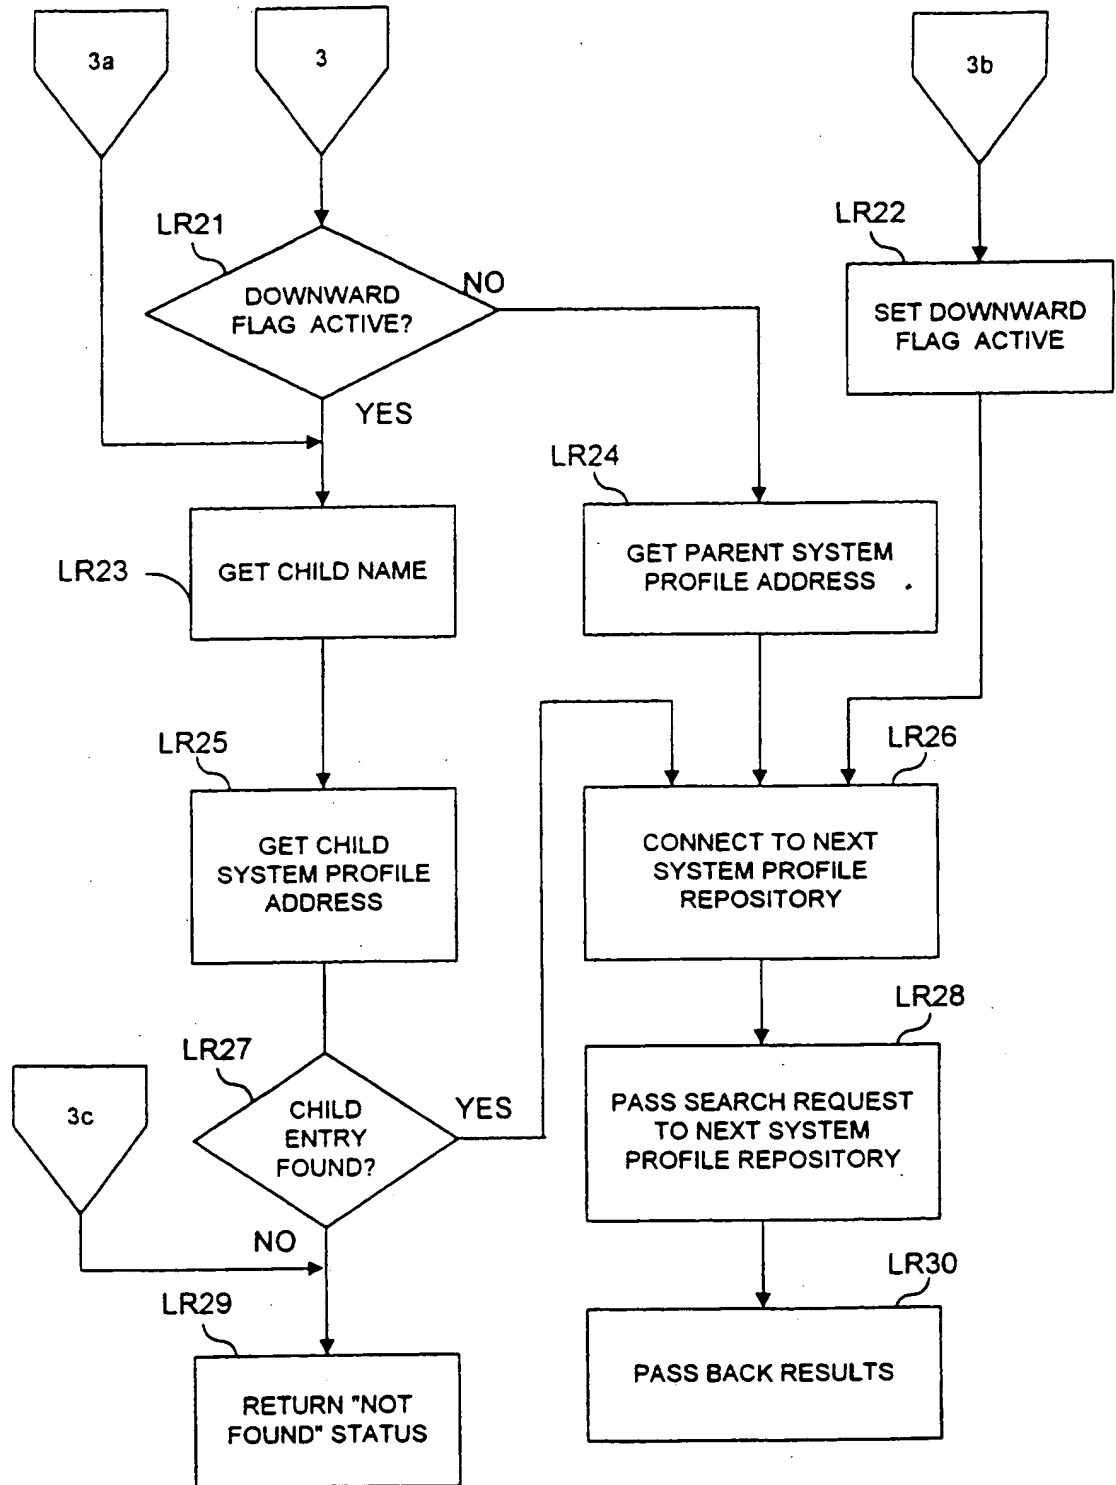 3a
3
3b
LR21
DOWNWARD
FLAG ACTIVE?
NO
YES
LR22
SET DOWNWARD
FLAG ACTIVE
LR23
GET CHILD NAME
LR24
GET PARENT SYSTEM
PROFILE ADDRESS
LR25
GET CHILD
SYSTEM PROFILE
ADDRESS
LR26
CONNECT TO NEXT
SYSTEM PROFILE
REPOSITORY
LR27
CHILD
ENTRY
FOUND?
YES
NO
3c
LR28
PASS SEARCH REQUEST
TO NEXT SYSTEM
PROFILE REPOSITORY
LR29
RETURN "NOT
FOUND" STATUS
LR30
PASS BACK RESULTS